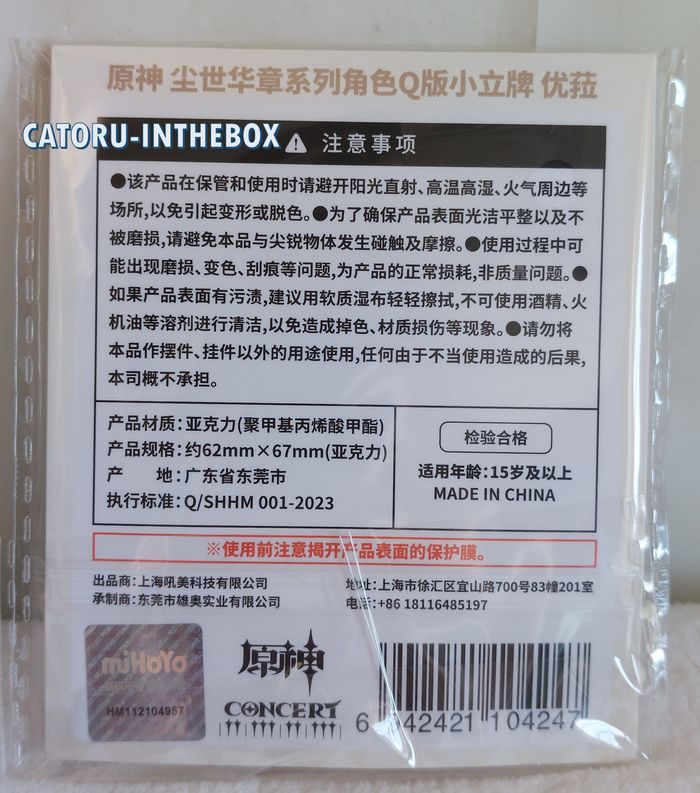 原神 尘世华章系列角色Q版小立牌 优菈
CATORU-INTHEBOX
注意事项
●该产品在保管和使用时请避开阳光直射、高温高湿、火气周边等
场所,以免引起变形或脱色。●为了确保产品表面光洁平整以及不
被磨损,请避免本品与尖锐物体发生碰触及摩擦。●使用过程中可
能出现磨损、变色、刮痕等问题,为产品的正常损耗,非质量问题。●
如果产品表面有污渍,建议用软质湿布轻轻擦拭,不可使用酒精、火
机油等溶剂进行清洁,以免造成掉色、材质损伤等现象。●请勿将
本品作摆件、挂件以外的用途使用,任何由于不当使用造成的后果,
本司概不承担。
产品材质:亚克力(聚甲基丙烯酸甲酯)
产品规格:约62mm×67mm(亚克力)
产 地:广东省东莞市
执行标准:Q/SHHM 001-2023
检验合格
适用年龄:15岁及以上
MADE IN CHINA
※使用前注意揭开产品表面的保护膜。
出品商:上海吼美科技有限公司
承制商:东莞市雄奥实业有限公司
地址:上海市徐汇区宜山路700号83幢201室
电话:+86 18116485197
miHoYo
HM112104957
原神
CONCERT
6 942421 104247